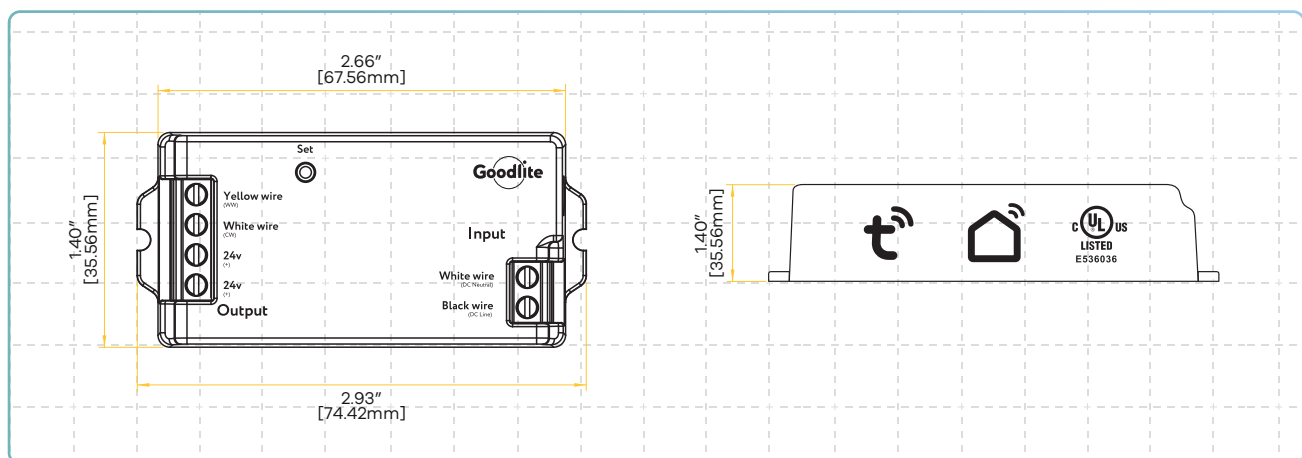 2.66"
[67.56mm]
Set
Goodlite
Yellow wire
(WW)
White wire
(CW)
24v
(+)
24v
(+)
Output
Input
White wire
(DC Neutral)
Black wire
(DC Line)
1.40"
[35.56mm]
2.93"
[74.42mm]
1.40"
[35.56mm]
t
C UL US
LISTED
E536036